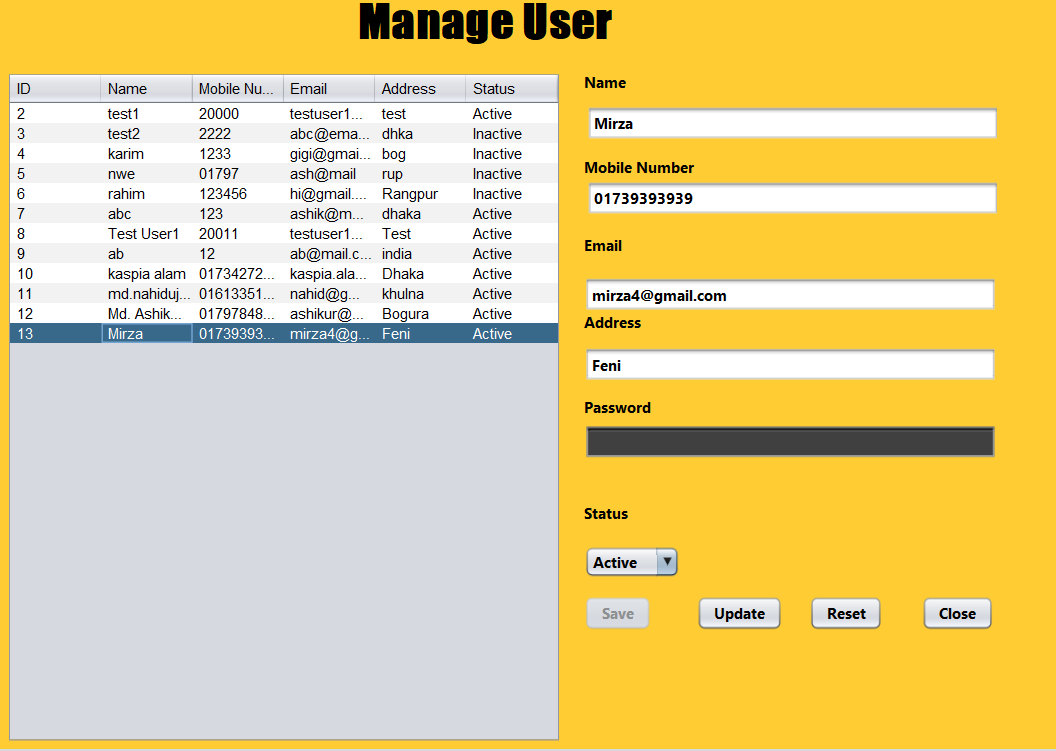 Manage User
ID Name Mobile Nu... Email Address Status
2 test1 20000 testuser1... test Active
3 test2 2222 abc@ema... dhka Inactive
4 karim 1233 gigi@gmai... bog Inactive
5 nwe 01797 ash@mail rup Inactive
6 rahim 123456 hi@gmail.... Rangpur Inactive
7 abc 123 ashik@m... dhaka Active
8 Test User1 20011 testuser1... Test Active
9 ab 12 ab@mail.c... india Active
10 kaspia alam 01734272... kaspia.ala... Dhaka Active
11 md.nahiduj... 01613351... nahid@g... khulna Active
12 Md. Ashik... 01797848... ashikur@... Bogura Active
13 Mirza 01739393... mirza4@g... Feni Active
Name
Mirza
Mobile Number
01739393939
Email
mirza4@gmail.com
Address
Feni
Password
Status
Active
Save Update Reset Close